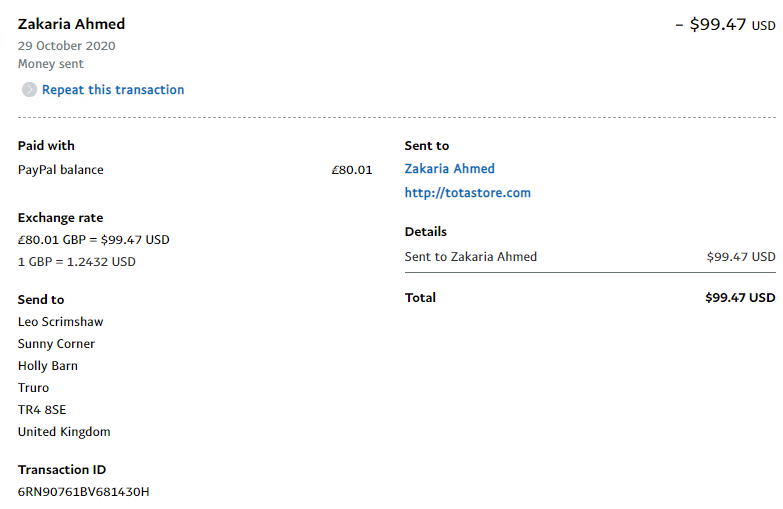 Zakaria Ahmed
– $99.47 USD
29 October 2020
Money sent
Repeat this transaction
Paid with
PayPal balance £80.01
Exchange rate
£80.01 GBP = $99.47 USD
1 GBP = 1.2432 USD
Send to
Leo Scrimshaw
Sunny Corner
Holly Barn
Truro
TR4 8SE
United Kingdom
Transaction ID
6RN90761BV681430H
Sent to
Zakaria Ahmed
http://totastore.com
Details
Sent to Zakaria Ahmed $99.47 USD
Total $99.47 USD